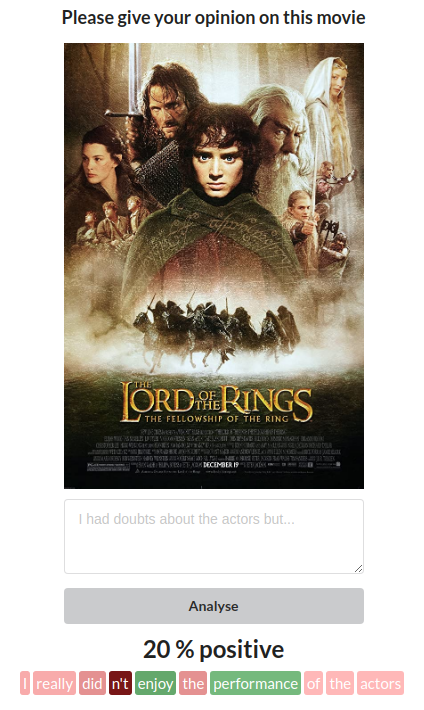 Please give your opinion on this movie
THE
LORD OF THE RINGS
THE FELLOWSHIP OF THE RING
DECEMBER 19
I had doubts about the actors but...
Analyse
20 % positive
I really did n't enjoy the performance of the actors